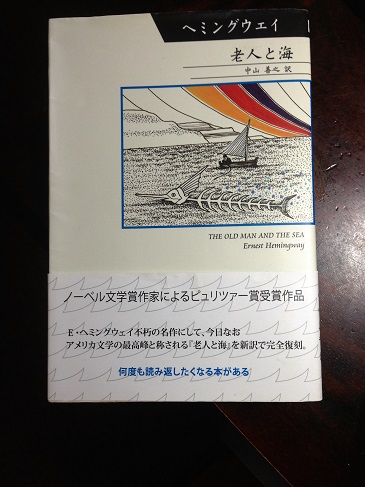 ヘミングウェイ
老人と海
中山 善之 訳
THE OLD MAN AND THE SEA
Ernest Hemingway
ノーベル文学賞作家によるピュリツァー賞受賞作品
E・ヘミングウェイ不朽の名作にして、今日なお
アメリカ文学の最高峰と称される『老人と海』を新訳で完全復刻。
何度も読み返したくなる本がある